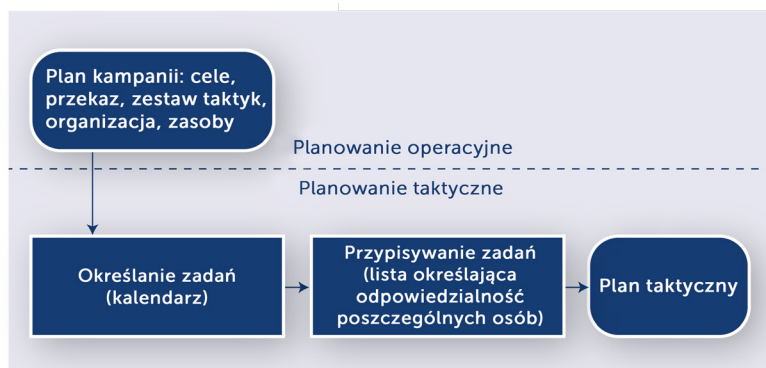 Plan kampanii: cele,
przekaz, zestaw taktyk,
organizacja, zasoby
Planowanie operacyjne
Planowanie taktyczne
Określanie zadań
(kalendarz)
Przypisywanie zadań
(lista określająca
odpowiedzialność
poszczególnych osób)
Plan taktyczny